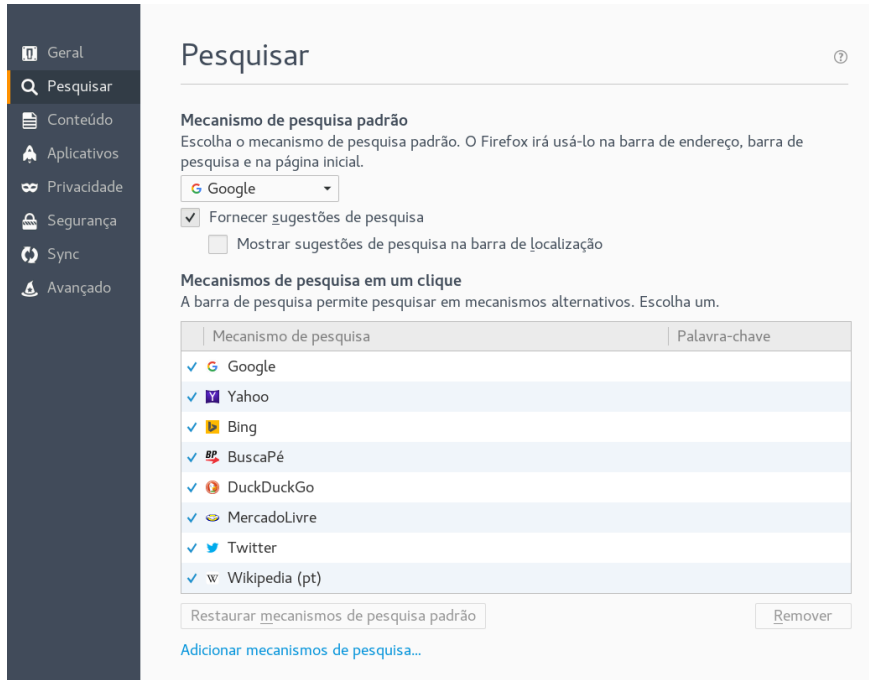 Geral
Pesquisar
Conteúdo
Aplicativos
Privacidade
Segurança
Sync
Avançado
Pesquisar
?
Mecanismo de pesquisa padrão
Escolha o mecanismo de pesquisa padrão. O Firefox irá usá-lo na barra de endereço, barra de
pesquisa e na página inicial.
Google
Fornecer sugestões de pesquisa
Mostrar sugestões de pesquisa na barra de localização
Mecanismos de pesquisa em um clique
A barra de pesquisa permite pesquisar em mecanismos alternativos. Escolha um.
Mecanismo de pesquisa Palavra-chave
Google
Yahoo
Bing
BuscaPé
DuckDuckGo
MercadoLivre
Twitter
Wikipedia (pt)
Restaurar mecanismos de pesquisa padrão Remover
Adicionar mecanismos de pesquisa...